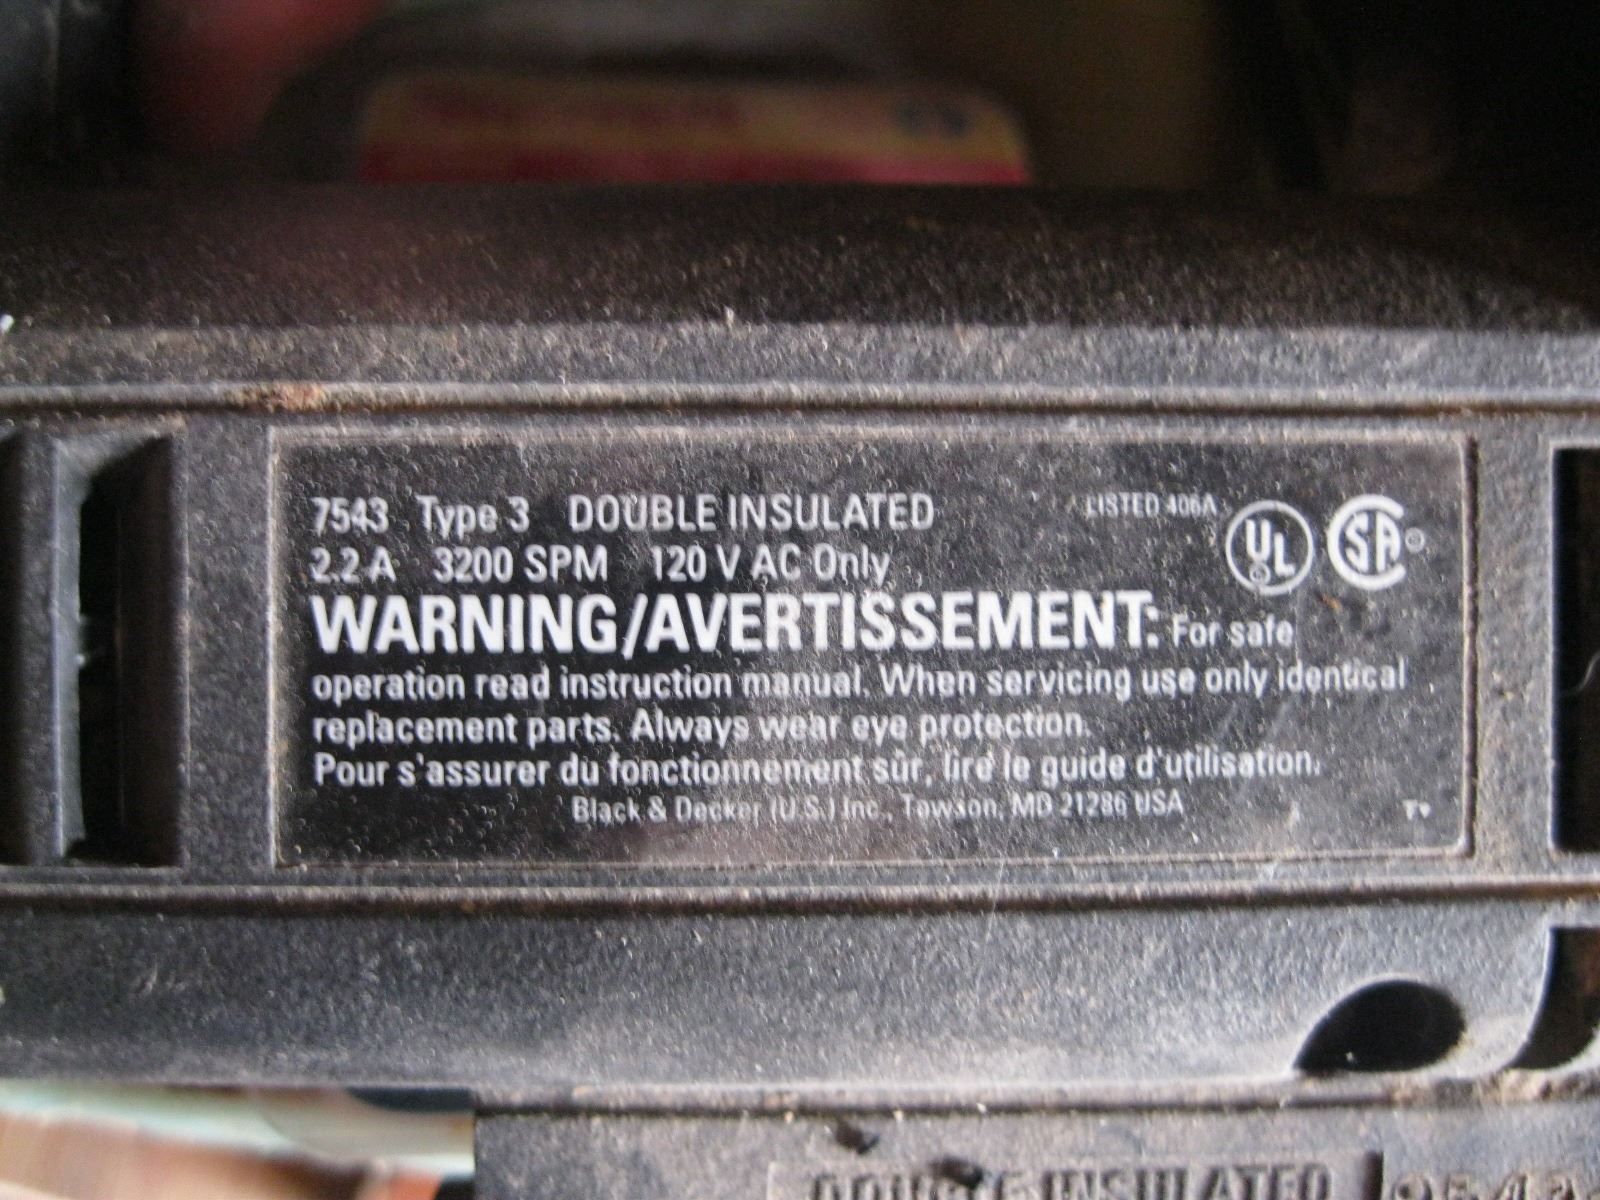 7543 Type 3 DOUBLE INSULATED LISTED 406A UL SA
2.2 A 3200 SPM 120 V AC Only
WARNING/AVERTISSEMENT: For safe
operation read instruction manual. When servicing use only identical
replacement parts. Always wear eye protection.
Pour s'assurer du fonctionnement sûr, lire le guide d'utilisation.
Black & Decker (U.S.) Inc., Towson, MD 21286 USA
DOUBLE INSULATED